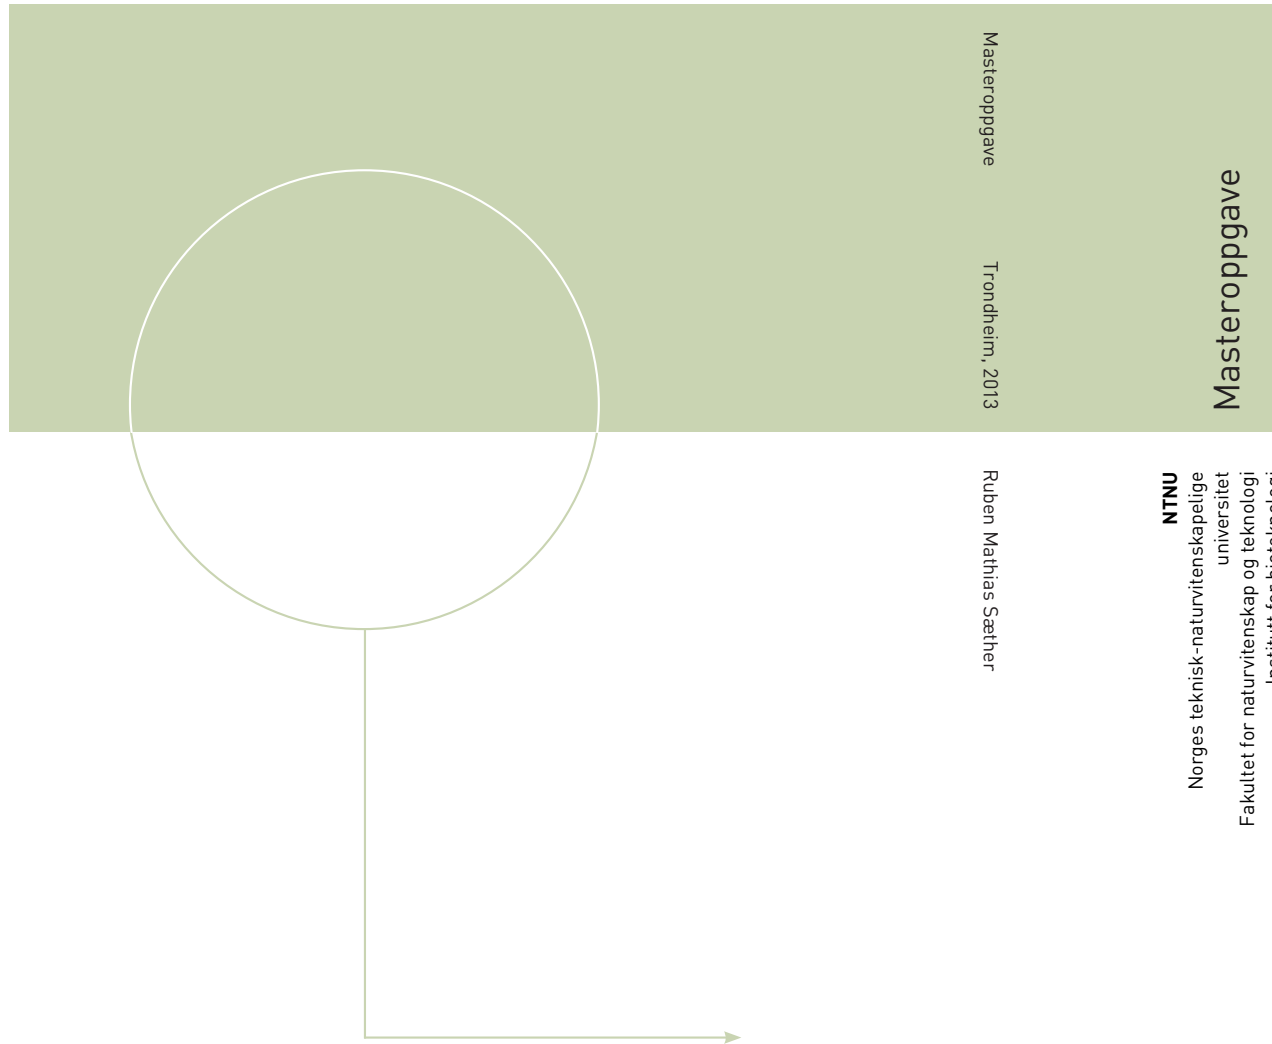 Masteroppgave
Trondheim, 2013
Ruben Mathias Sæther
Masteroppgave
NTNU
Norges teknisk-naturvitenskapelige
universitet
Fakultet for naturvitenskap og teknologi